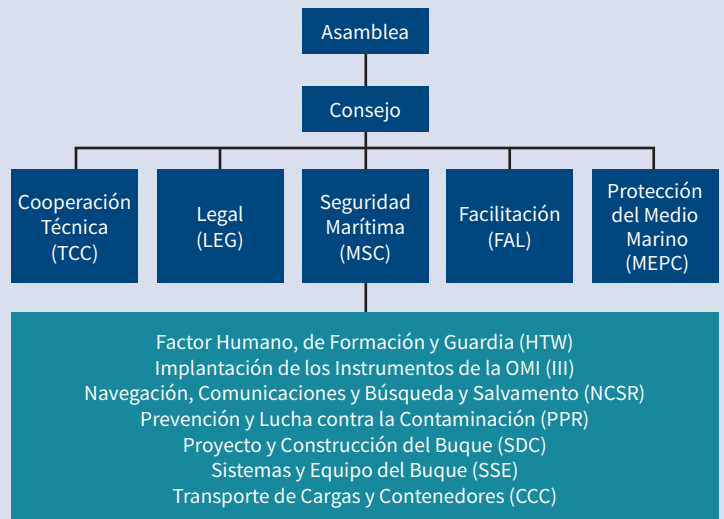 Asamblea
Consejo
Cooperación
Técnica
(TCC)
Legal
(LEG)
Seguridad
Marítima
(MSC)
Facilitación
(FAL)
Protección
del Medio
Marino
(MEPC)
Factor Humano, de Formación y Guardia (HTW)
Implantación de los Instrumentos de la OMI (III)
Navegación, Comunicaciones y Búsqueda y Salvamento (NCSR)
Prevención y Lucha contra la Contaminación (PPR)
Proyecto y Construcción del Buque (SDC)
Sistemas y Equipo del Buque (SSE)
Transporte de Cargas y Contenedores (CCC)